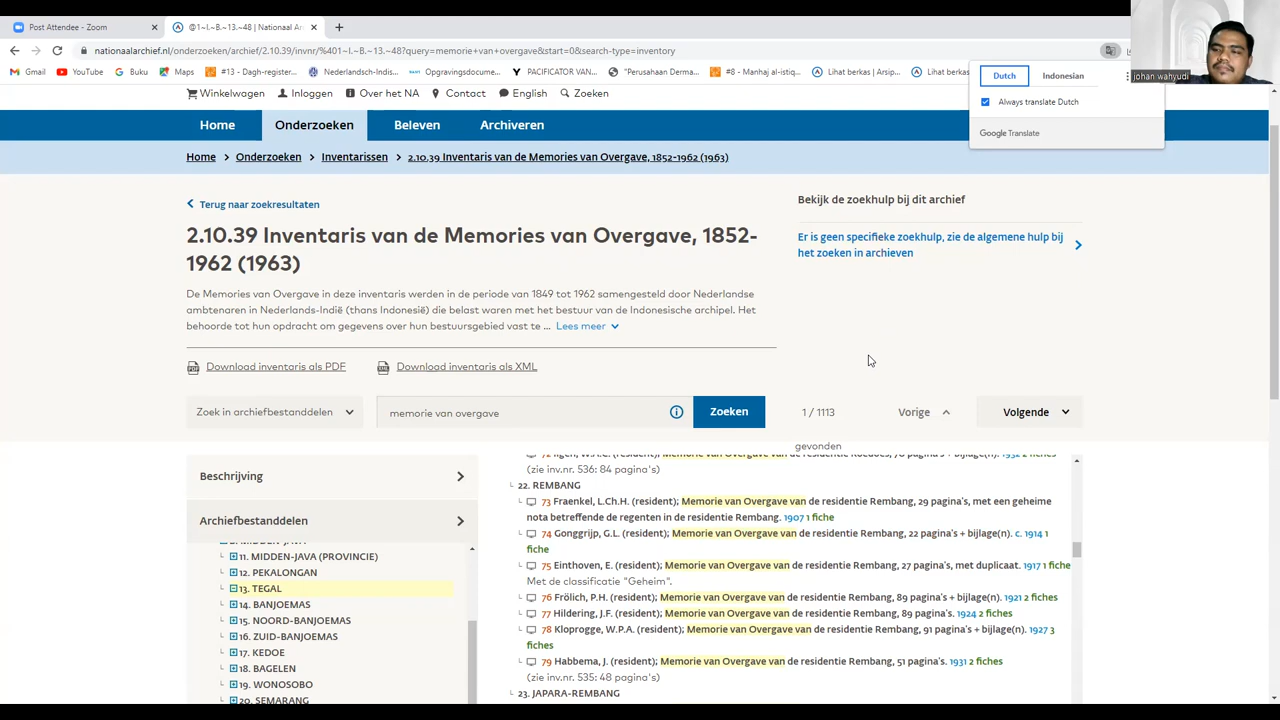 Post Attendee - Zoom
@1~I.~B.~13.~48 | Nationaal Ar
nationaalarchief.nl/onderzoeken/archief/2.10.39/invnr/%401~I.~B.~13.~48?query=memorie+van+overgave&start=0&search-type=inventory
Gmail
YouTube
Buku
Maps
#13 - Dagh-register...
Nederlandsch-Indis...
Opgravingsdocume...
PACIFICATOR VAN...
"Perusahaan Derma...
#8 - Manhaj al-istiq...
Lihat berkas | Arsip...
Lihat berkas
johan wahyudi
Dutch
Indonesian
Always translate Dutch
Google Translate
Winkelwagen
Inloggen
Over het NA
Contact
English
Zoeken
Home
Onderzoeken
Beleven
Archiveren
Home > Onderzoeken > Inventarissen > 2.10.39 Inventaris van de Memories van Overgave, 1852-1962 (1963)
Terug naar zoekresultaten
2.10.39 Inventaris van de Memories van Overgave, 1852-
1962 (1963)
De Memories van Overgave in deze inventaris werden in de periode van 1849 tot 1962 samengesteld door Nederlandse
ambtenaren in Nederlands-Indië (thans Indonesië) die belast waren met het bestuur van de Indonesische archipel. Het
behoorde tot hun opdracht om gegevens over hun bestuursgebied vast te ... Lees meer
Bekijk de zoekhulp bij dit archief
Er is geen specifieke zoekhulp, zie de algemene hulp bij
het zoeken in archieven
Download inventaris als PDF
Download inventaris als XML
Zoek in archiefbestanddelen
memorie van overgave
Zoeken
1 / 1113
Vorige
Volgende
gevonden
Beschrijving
Archiefbestanddelen
11. MIDDEN-JAVA (PROVINCIE)
12. PEKALONGAN
13. TEGAL
14. BANJOEMAS
15. NOORD-BANJOEMAS
16. ZUID-BANJOEMAS
17. KEDOE
18. BAGELEN
19. WONOSOBO
20. SEMARANG
(zie inv.nr. 536: 84 pagina's)
22. REMBANG
73 Fraenkel, L.Ch.H. (resident); Memorie van Overgave van de residentie Rembang, 29 pagina's, met een geheime
nota betreffende de regenten in de residentie Rembang. 1907 1 fiche
74 Gonggrijp, G.L. (resident); Memorie van Overgave van de residentie Rembang, 22 pagina's + bijlage(n). c. 1914 1
fiche
75 Einthoven, E. (resident); Memorie van Overgave van de residentie Rembang, 27 pagina's, met duplicaat. 1917 1 fiche
Met de classificatie "Geheim".
76 Frölich, P.H. (resident); Memorie van Overgave van de residentie Rembang, 89 pagina's + bijlage(n). 1921 2 fiches
77 Hildering, J.F. (resident); Memorie van Overgave van de residentie Rembang, 89 pagina's. 1924 2 fiches
78 Kloprogge, W.P.A. (resident); Memorie van Overgave van de residentie Rembang, 91 pagina's + bijlage(n). 1927 3
fiches
79 Habbema, J. (resident); Memorie van Overgave van de residentie Rembang, 51 pagina's. 1931 2 fiches
(zie inv.nr. 535: 48 pagina's)
23. JAPARA-REMBANG